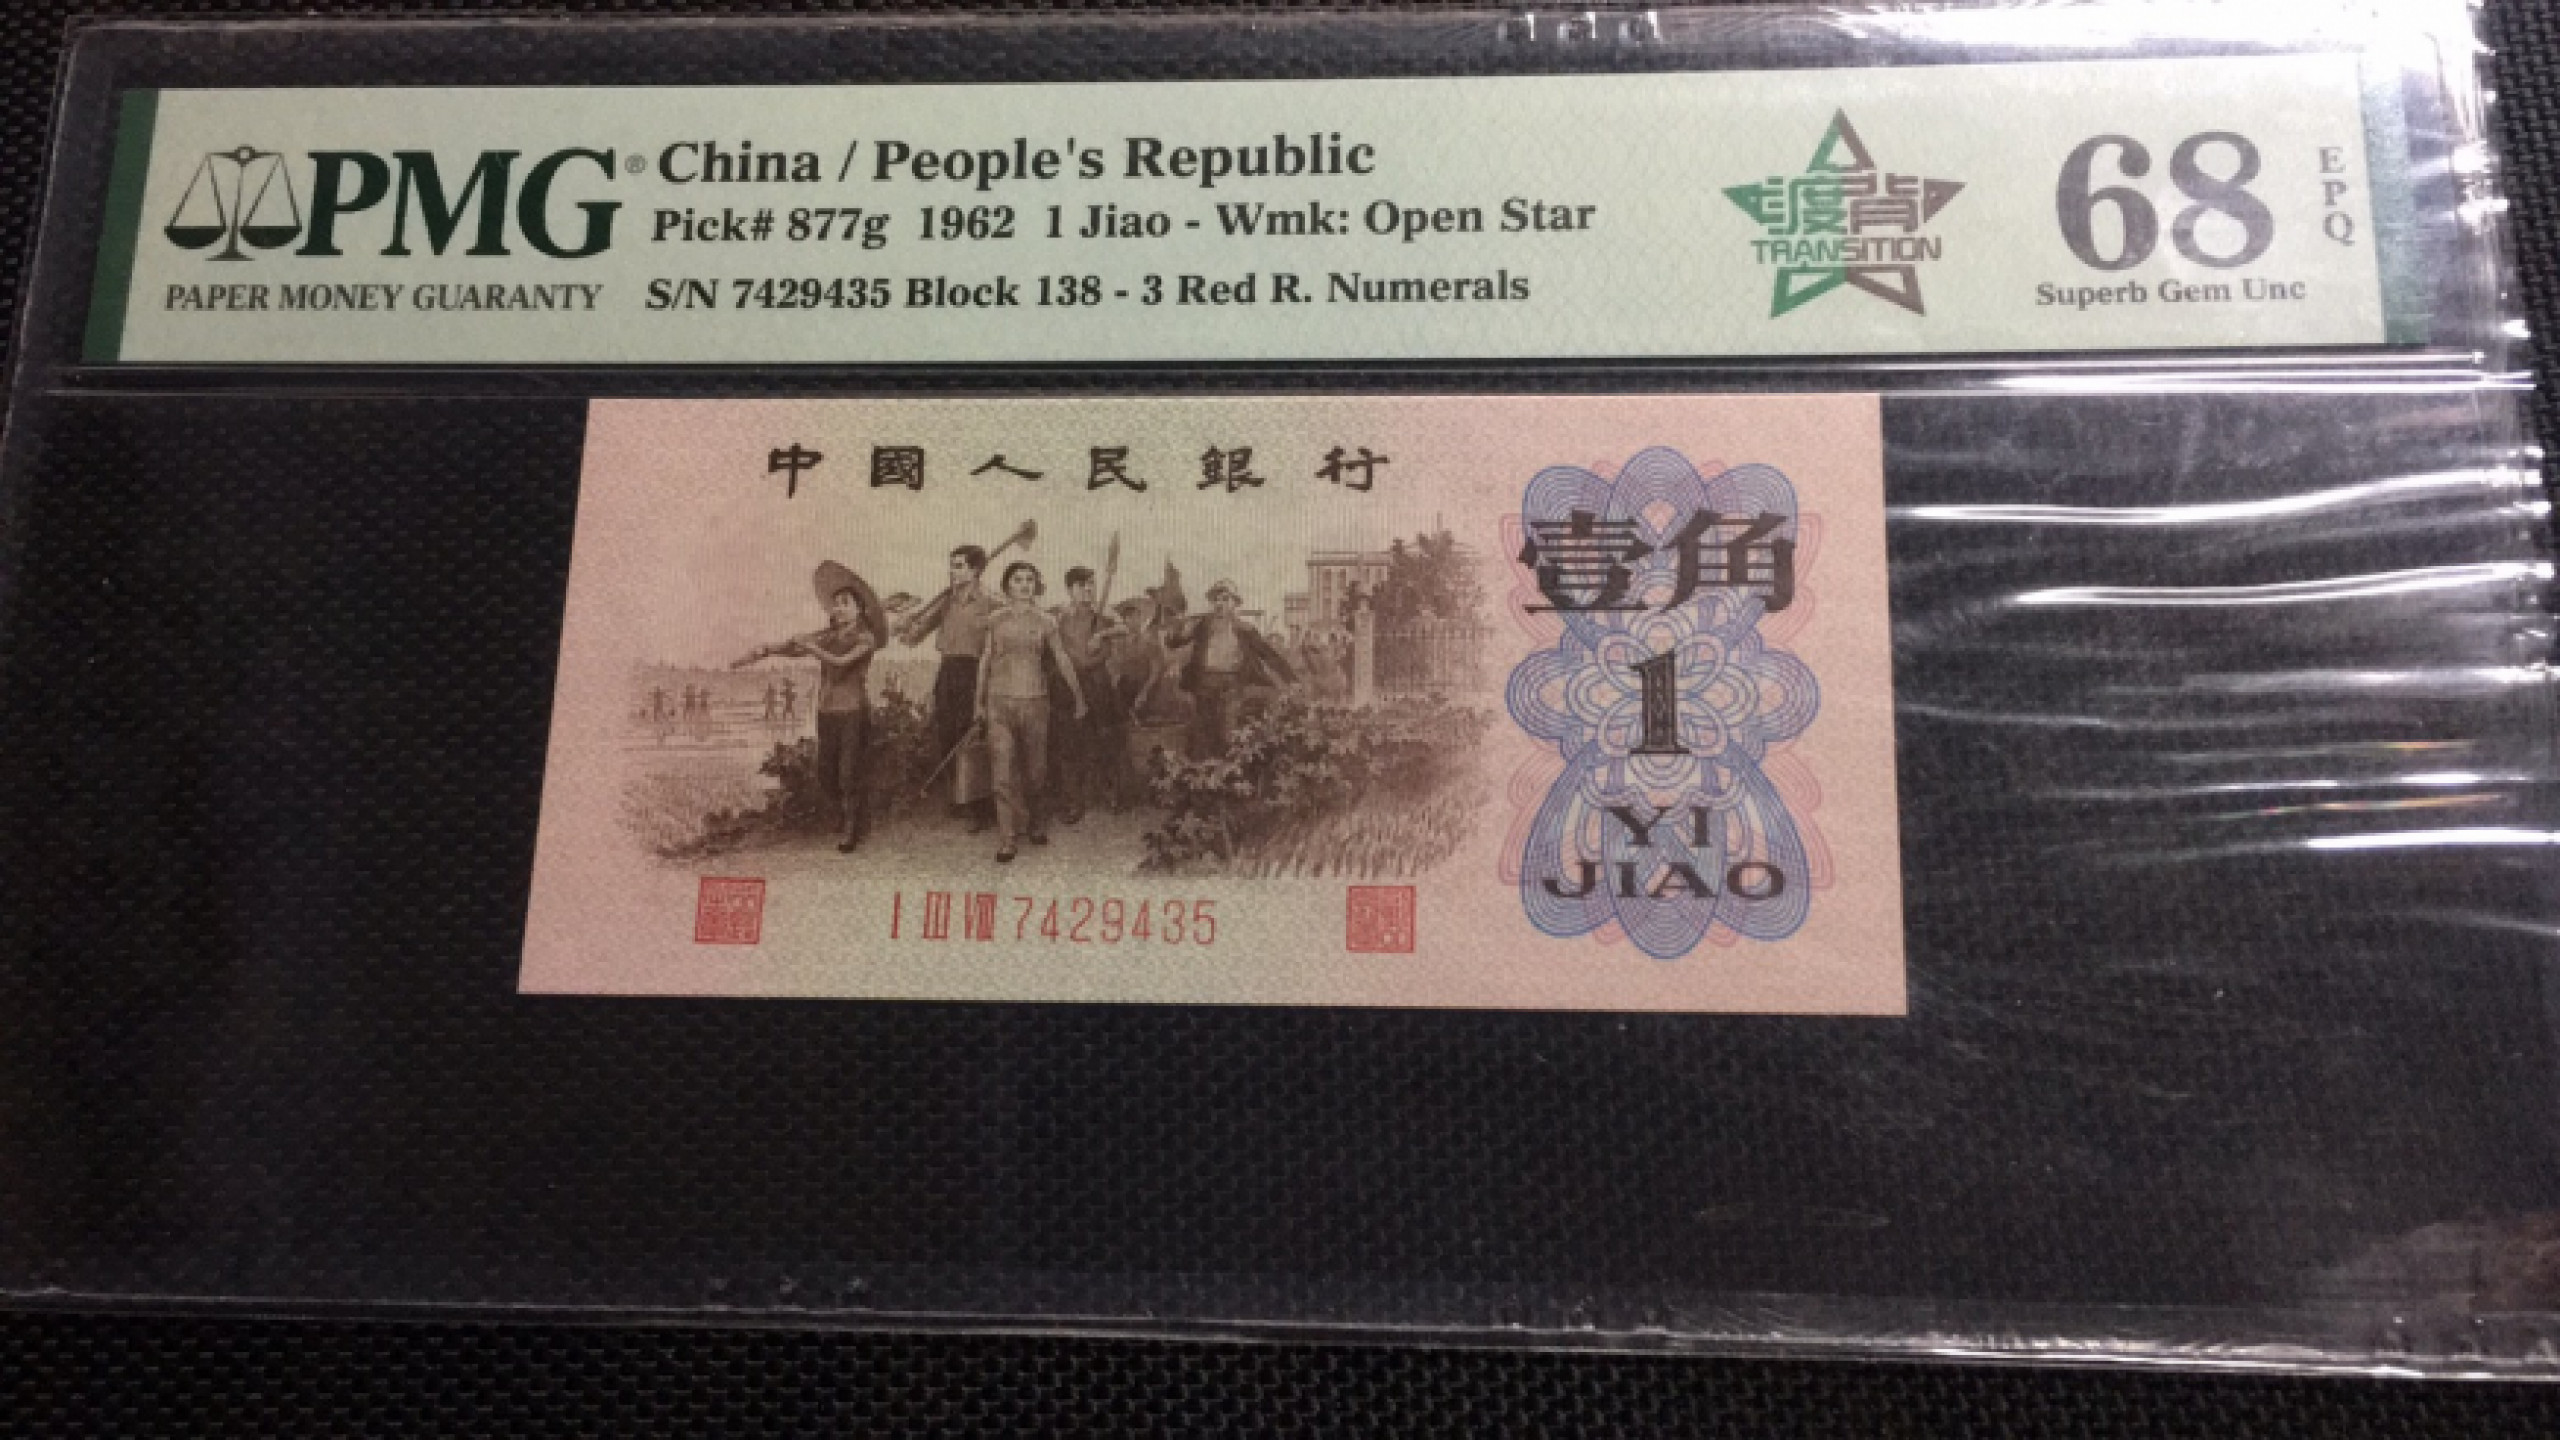 PMG®
PAPER MONEY GUARANTY
China / People's Republic
Pick# 877g 1962 1 Jiao - Wmk: Open Star
S/N 7429435 Block 138 - 3 Red R. Numerals
TRANSITION
68
EPQ
Superb Gem Unc
中國人民銀行
壹角
1
YI
JIAO
I III VIII 7429435